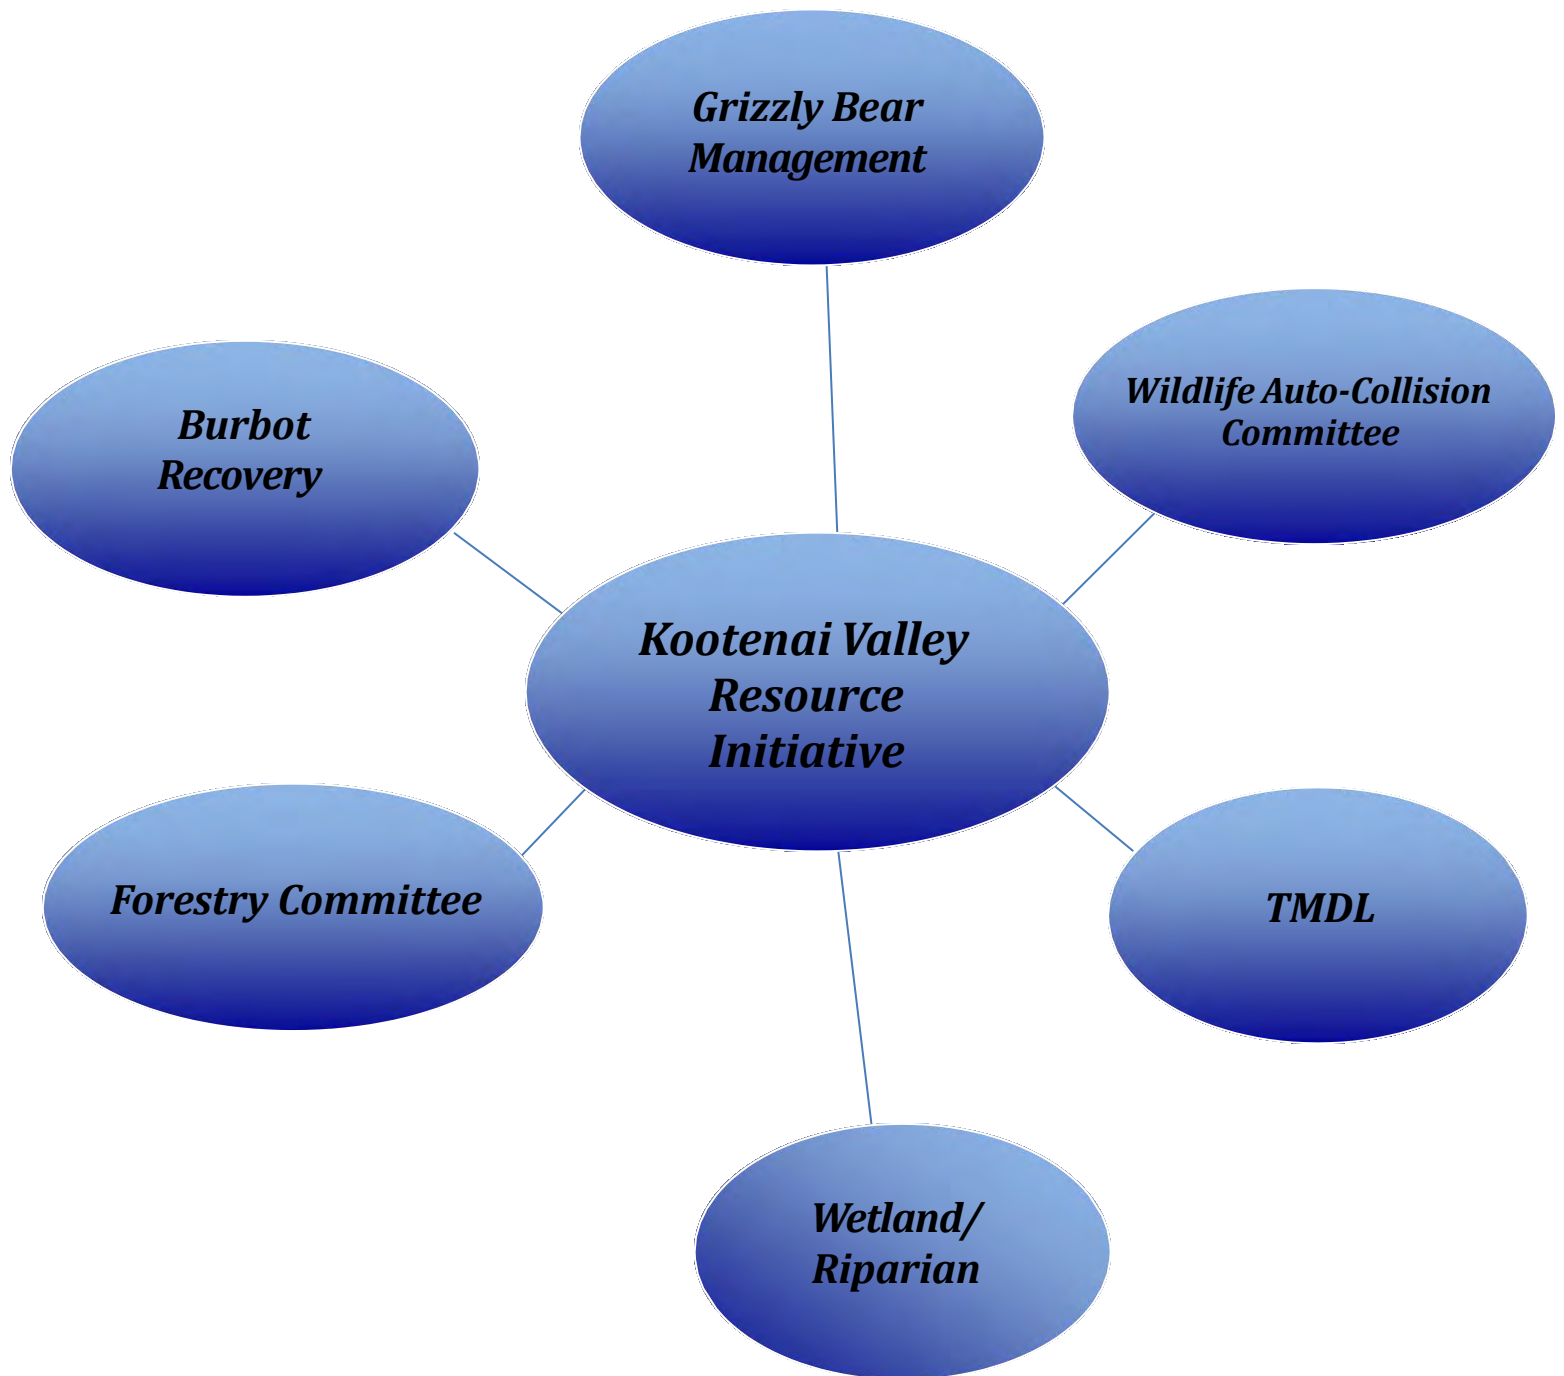 Grizzly Bear
Management
Wildlife Auto-Collision
Committee
Burbot
Recovery
Kootenai Valley
Resource
Initiative
Forestry Committee
TMDL
Wetland/
Riparian